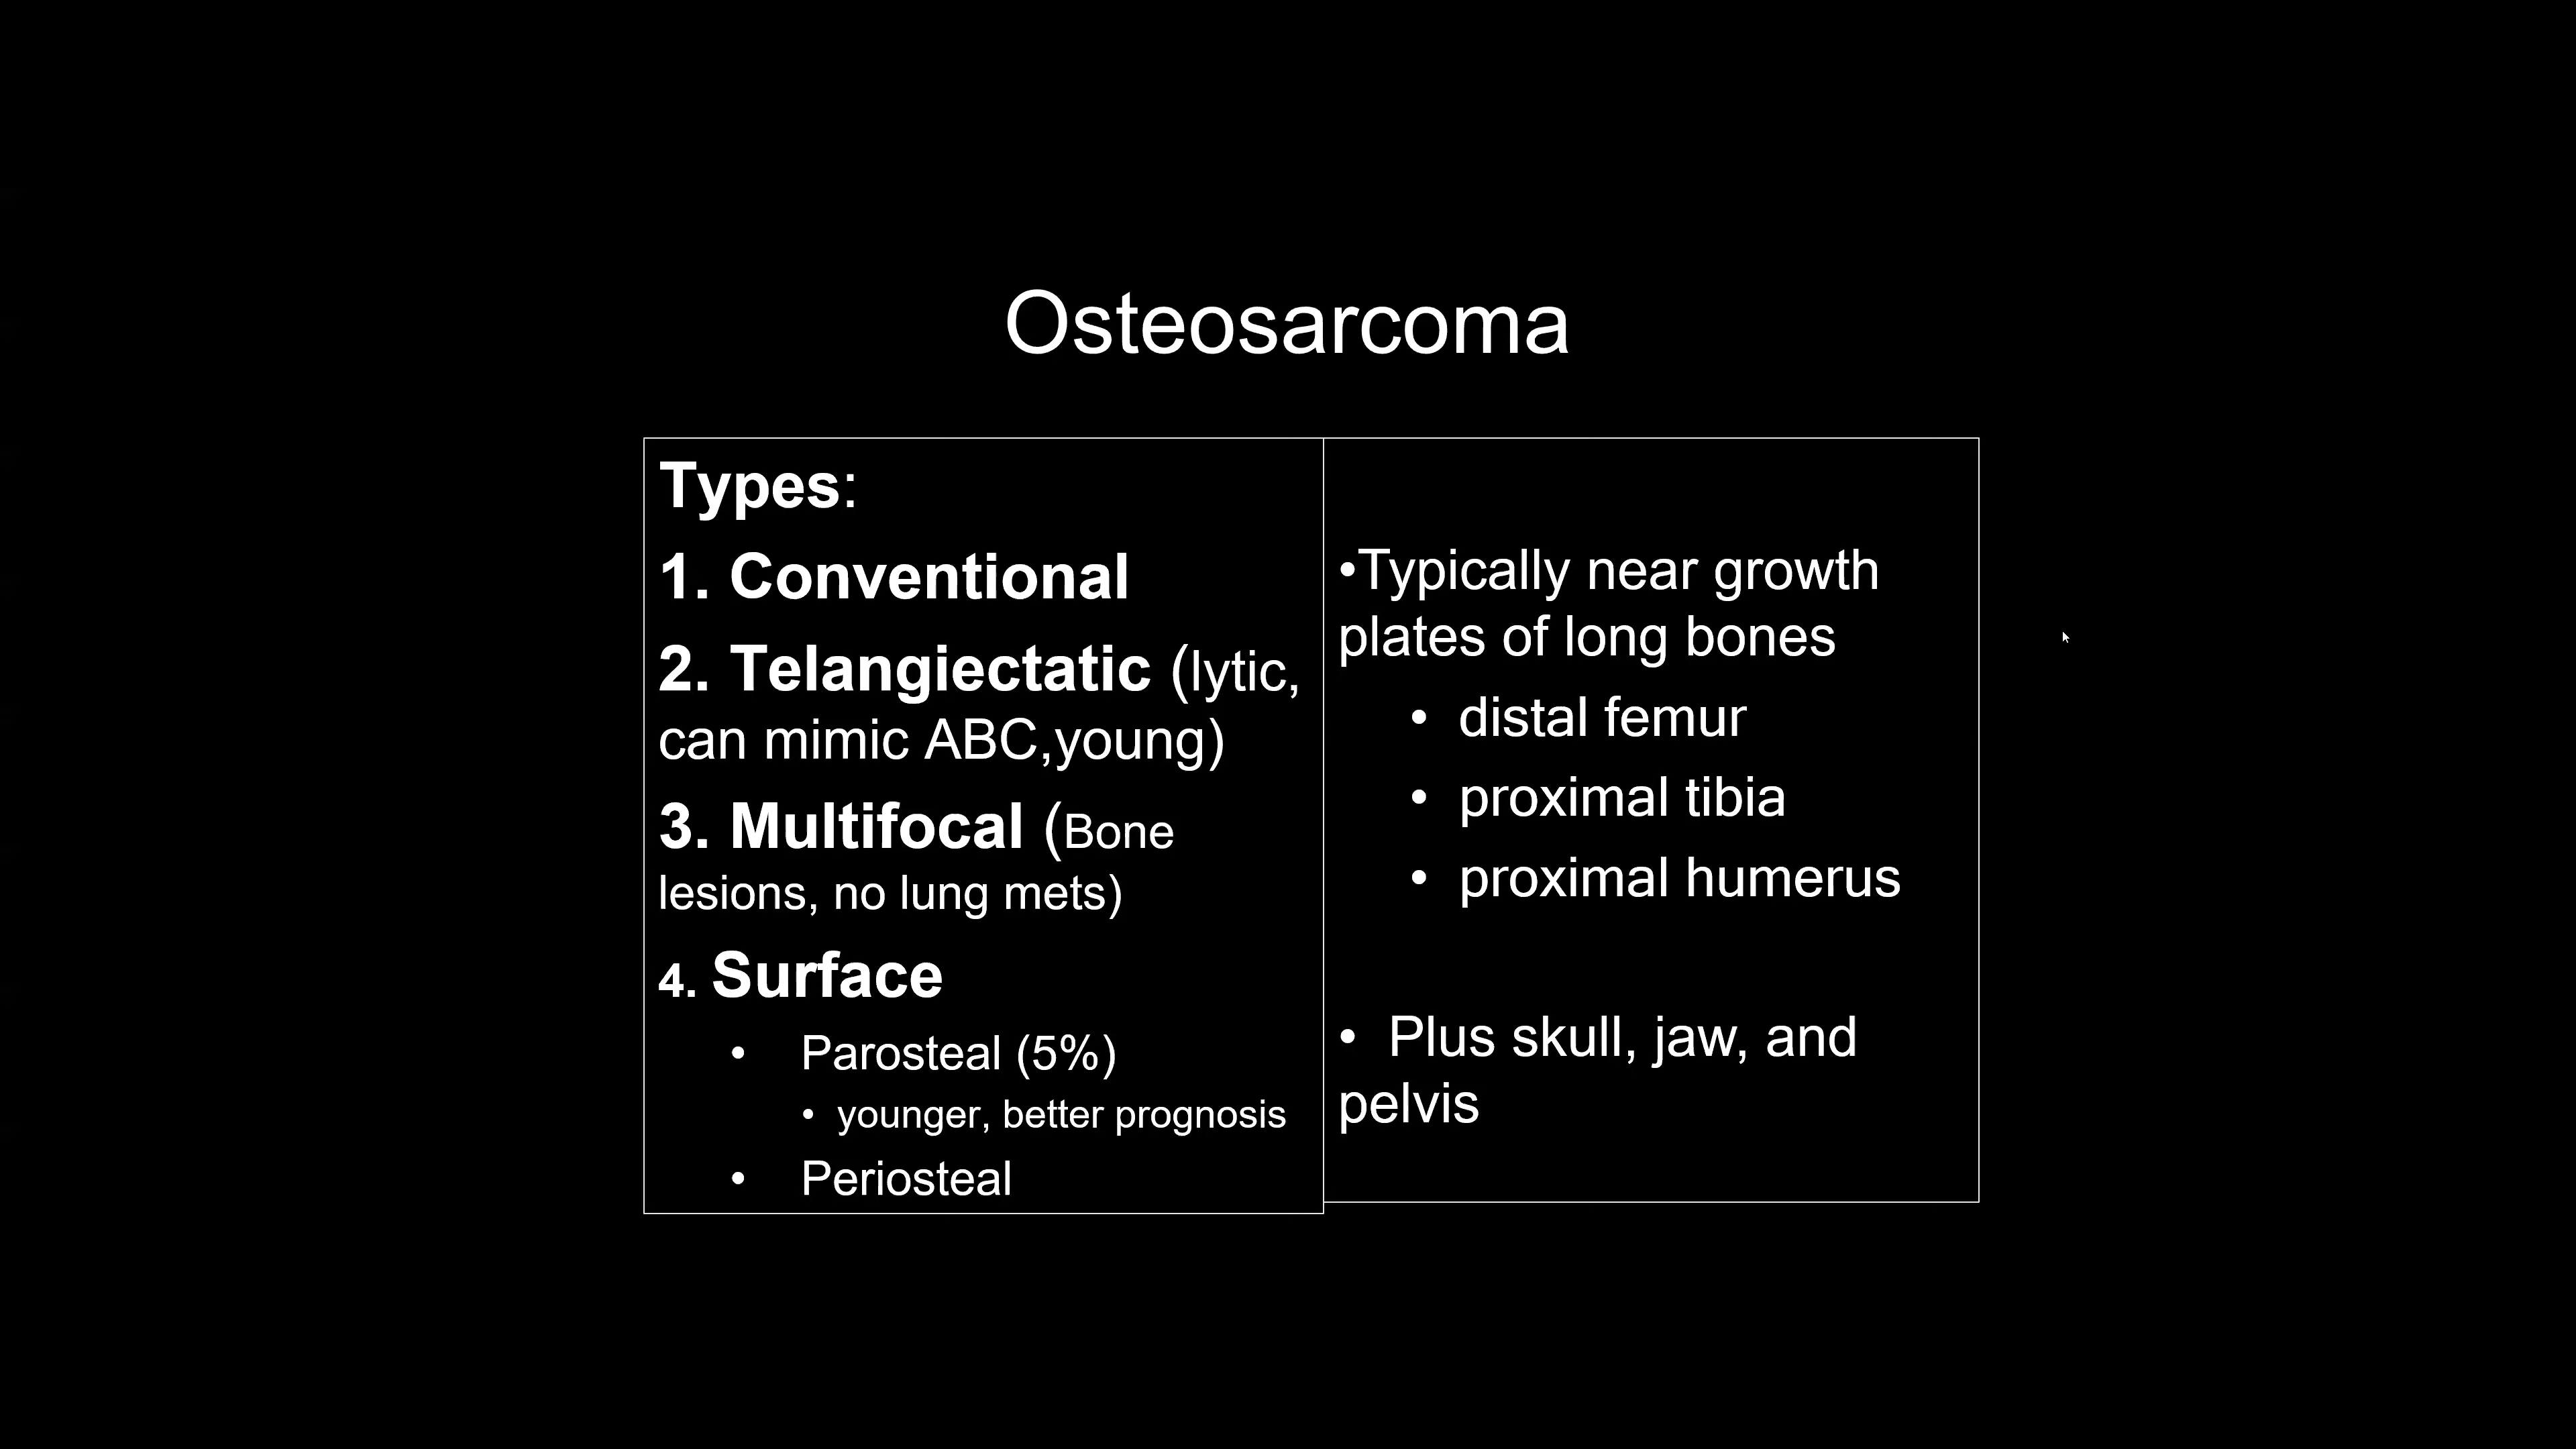 Osteosarcoma
Types:
1. Conventional
2. Telangiectatic (lytic,
can mimic ABC,young)
3. Multifocal (Bone
lesions, no lung mets)
4. Surface
• Parosteal (5%)
• younger, better prognosis
• Periosteal
•Typically near growth
plates of long bones
• distal femur
• proximal tibia
• proximal humerus
• Plus skull, jaw, and
pelvis